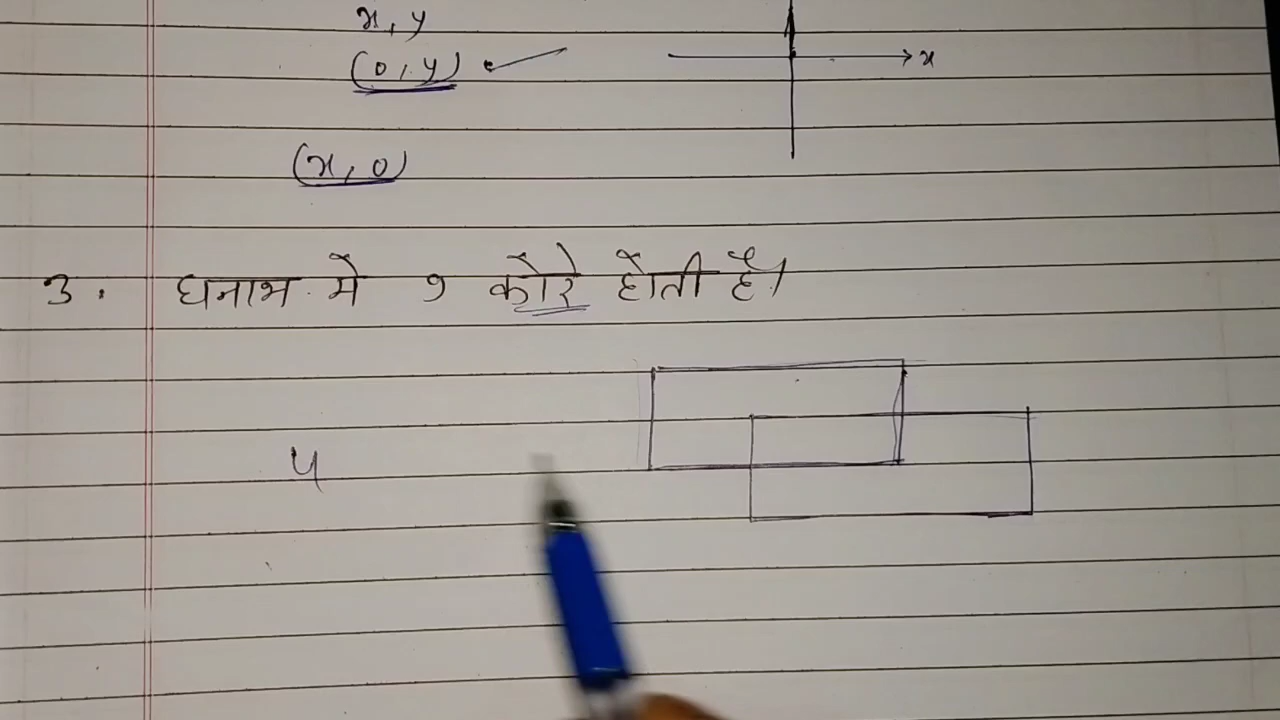 x, y
(0, y)
x
(x, 0)
3. घनाभ मे 9 कोरे होती है।
4